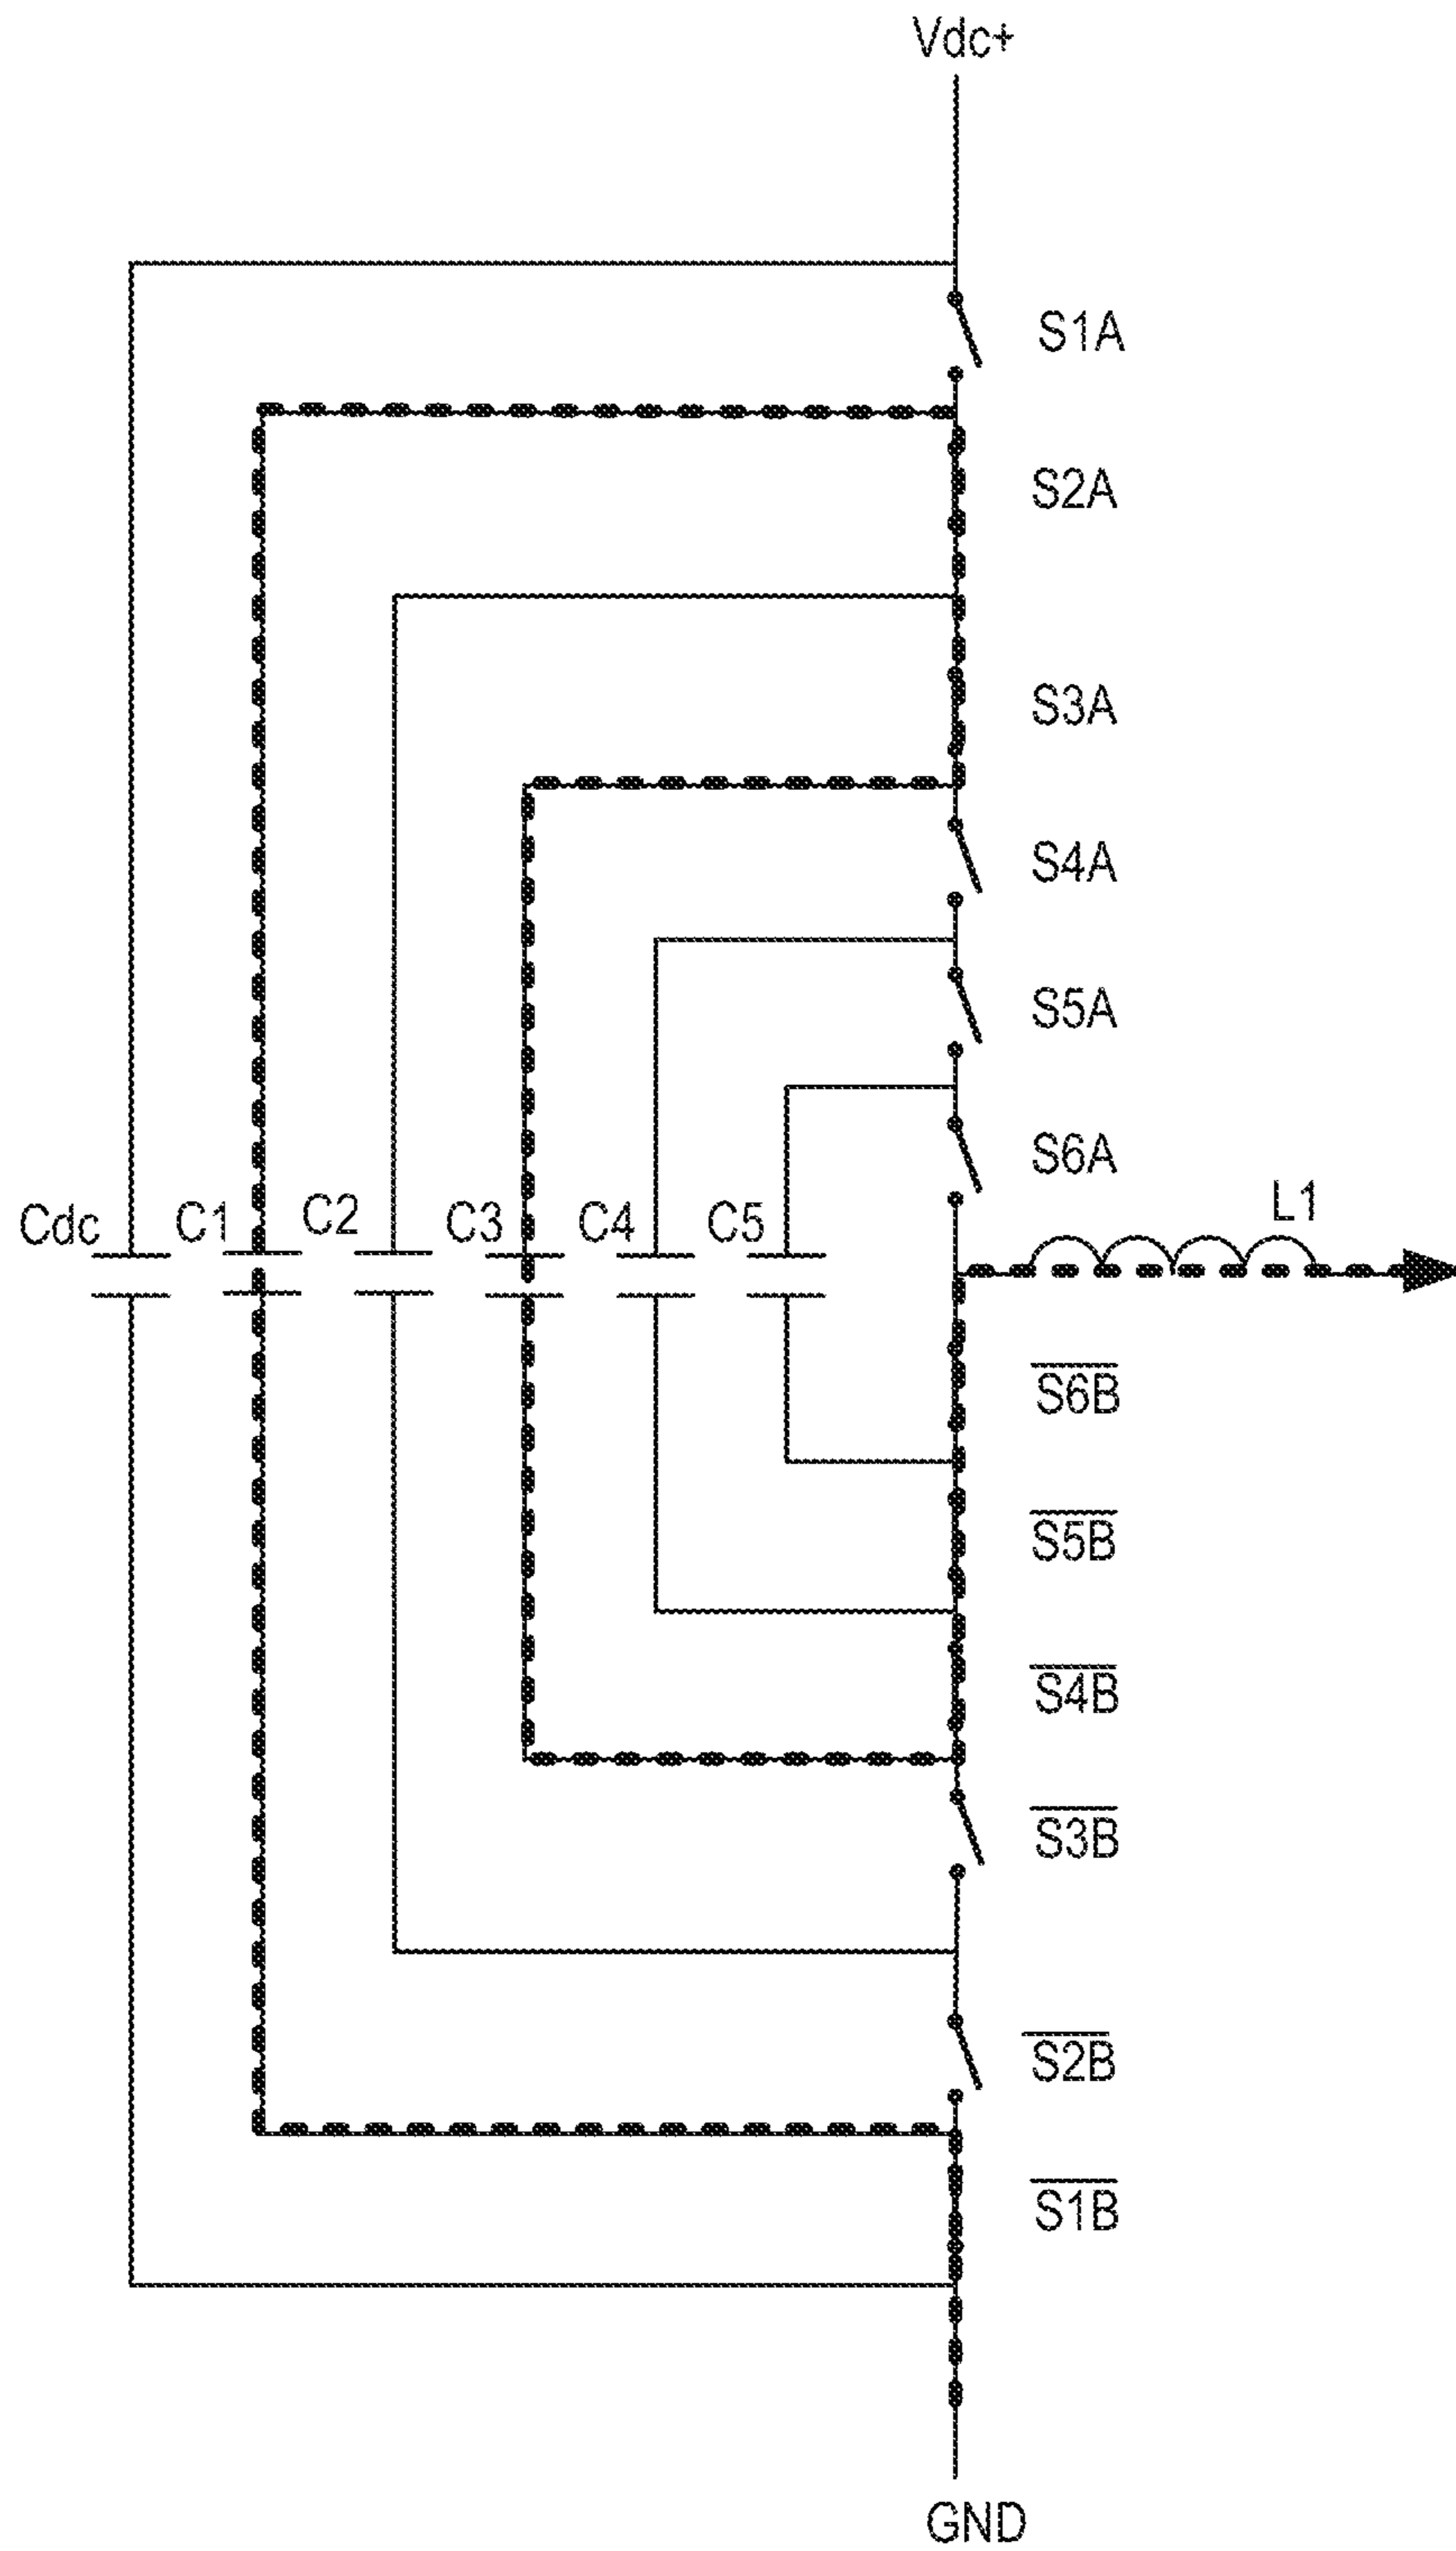 Vdc+
S1A
S2A
S3A
S4A
S5A
S6A
Cdc C1 C2 C3 C4 C5 L1
S6B
S5B
S4B
S3B
S2B
S1B
GND